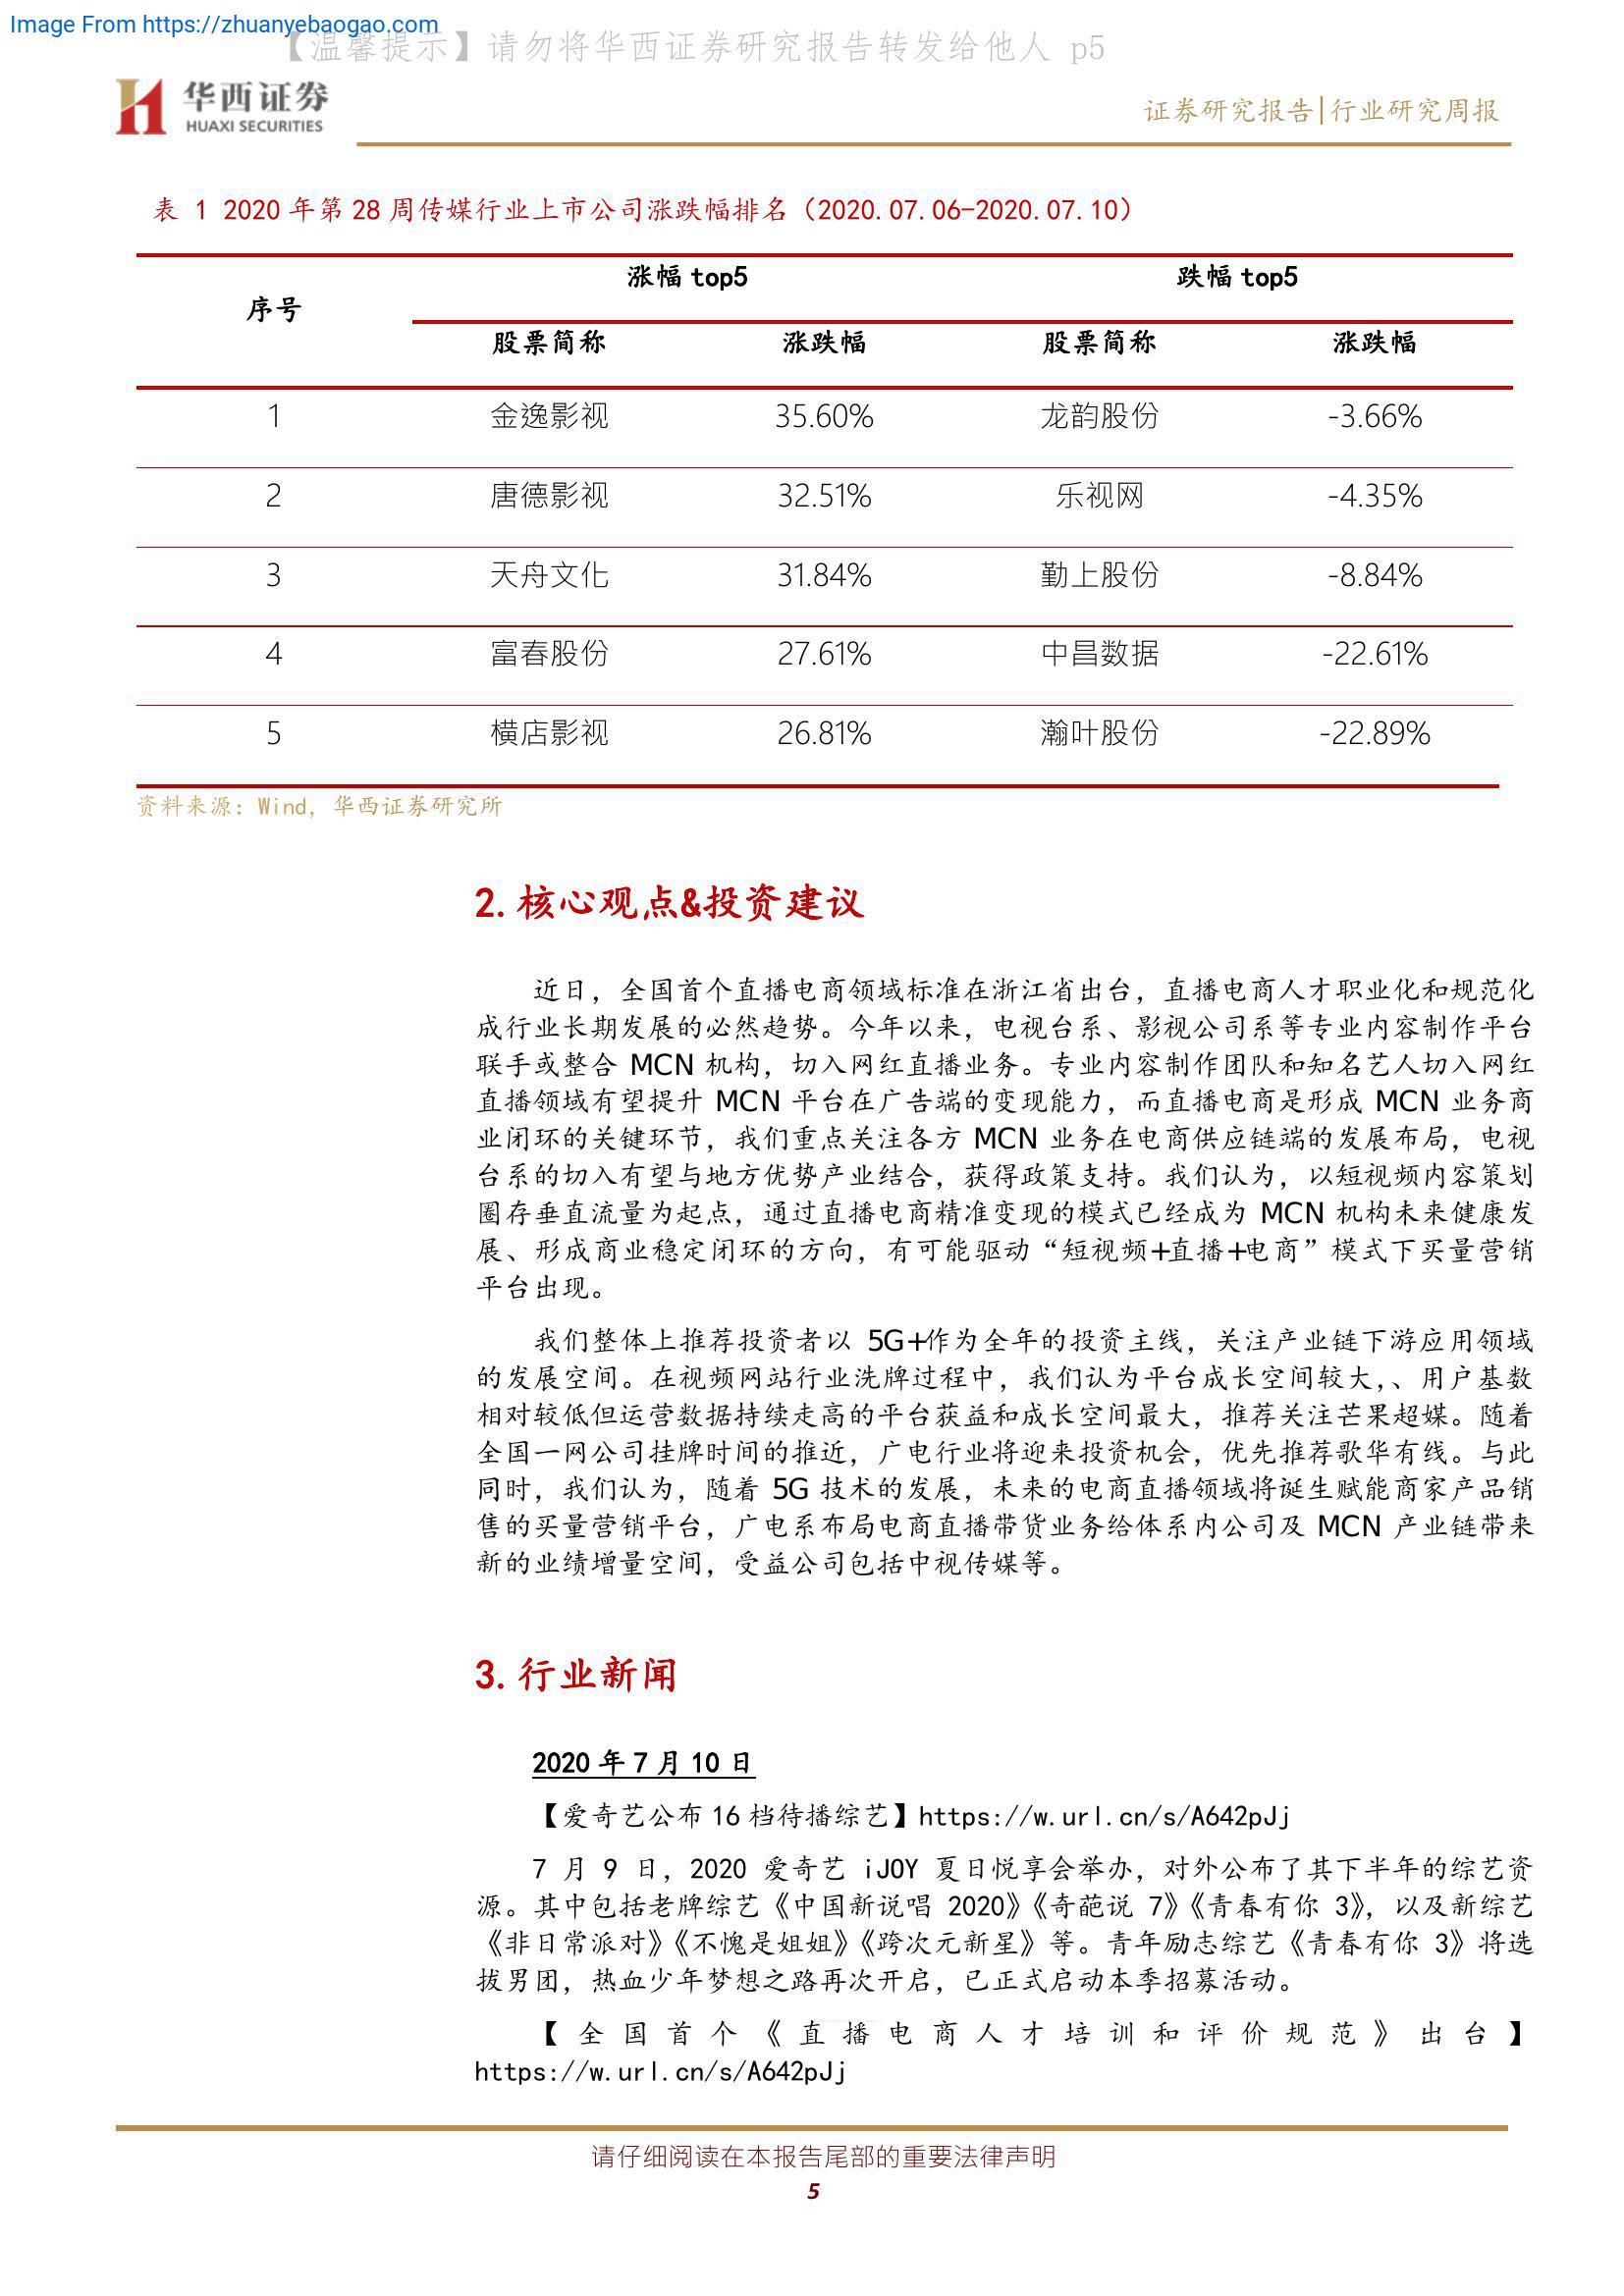 Image From https://zhuanyebaogao.com
【温馨提示】请勿将华西证券研究报告转发给他人 p5
华西证券
HUAXI SECURITIES
证券研究报告|行业研究周报
表 1 2020 年第 28 周传媒行业上市公司涨跌幅排名（2020.07.06-2020.07.10）
序号 涨幅 top5 跌幅 top5
股票简称 涨跌幅 股票简称 涨跌幅
1 金逸影视 35.60% 龙韵股份 -3.66%
2 唐德影视 32.51% 乐视网 -4.35%
3 天舟文化 31.84% 勤上股份 -8.84%
4 富春股份 27.61% 中昌数据 -22.61%
5 横店影视 26.81% 瀚叶股份 -22.89%
资料来源：Wind，华西证券研究所
2. 核心观点&投资建议
近日，全国首个直播电商领域标准在浙江省出台，直播电商人才职业化和规范化
成行业长期发展的必然趋势。今年以来，电视台系、影视公司系等专业内容制作平台
联手或整合 MCN 机构，切入网红直播业务。专业内容制作团队和知名艺人切入网红
直播领域有望提升 MCN 平台在广告端的变现能力，而直播电商是形成 MCN 业务商
业闭环的关键环节，我们重点关注各方 MCN 业务在电商供应链端的发展布局，电视
台系的切入有望与地方优势产业结合，获得政策支持。我们认为，以短视频内容策划
圈存垂直流量为起点，通过直播电商精准变现的模式已经成为 MCN 机构未来健康发
展、形成商业稳定闭环的方向，有可能驱动“短视频+直播+电商”模式下买量营销
平台出现。
我们整体上推荐投资者以 5G+作为全年的投资主线，关注产业链下游应用领域
的发展空间。在视频网站行业洗牌过程中，我们认为平台成长空间较大,、用户基数
相对较低但运营数据持续走高的平台获益和成长空间最大，推荐关注芒果超媒。随着
全国一网公司挂牌时间的推近，广电行业将迎来投资机会，优先推荐歌华有线。与此
同时，我们认为，随着 5G 技术的发展，未来的电商直播领域将诞生赋能商家产品销
售的买量营销平台，广电系布局电商直播带货业务给体系内公司及 MCN 产业链带来
新的业绩增量空间，受益公司包括中视传媒等。
3. 行业新闻
2020 年 7 月 10 日
【爱奇艺公布 16 档待播综艺】https://w.url.cn/s/A642pJj
7 月 9 日，2020 爱奇艺 iJOY 夏日悦享会举办，对外公布了其下半年的综艺资
源。其中包括老牌综艺《中国新说唱 2020》《奇葩说 7》《青春有你 3》，以及新综艺
《非日常派对》《不愧是姐姐》《跨次元新星》等。青年励志综艺《青春有你 3》将选
拔男团，热血少年梦想之路再次开启，已正式启动本季招募活动。
【全国首个《直播电商人才培训和评价规范》出台】
https://w.url.cn/s/A642pJj
请仔细阅读在本报告尾部的重要法律声明
5